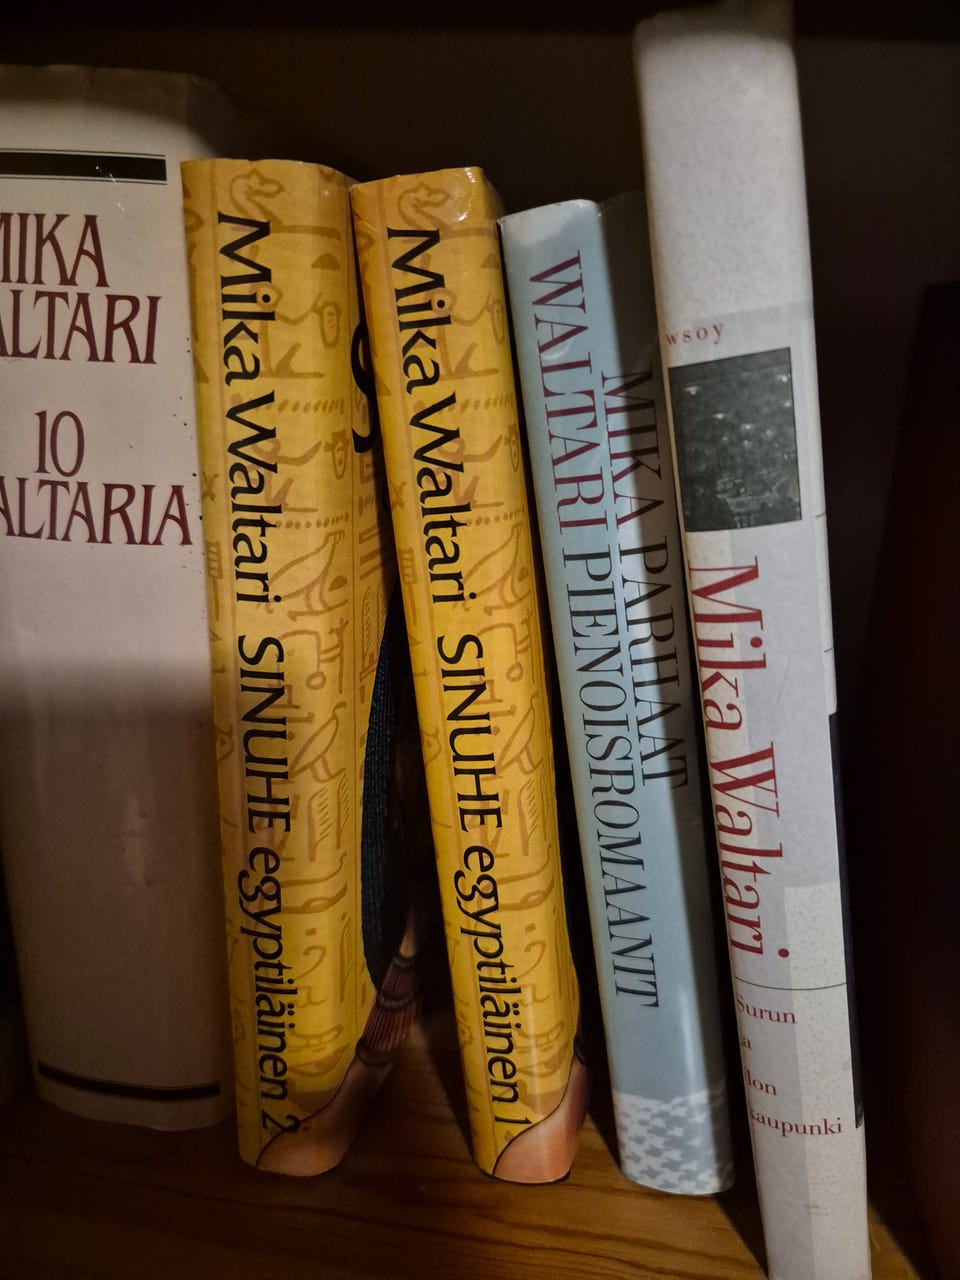 MIKA
ALTARI
10
ALTARIA
Mika Waltari SINUHE egyptiläinen 2
Mika Waltari SINUHE egyptiläinen 1
MIKA PARHAAT
WALTARI PIENOISROMAANIT
wsoy
Mika Waltari
Surun
a
lon
kaupunki